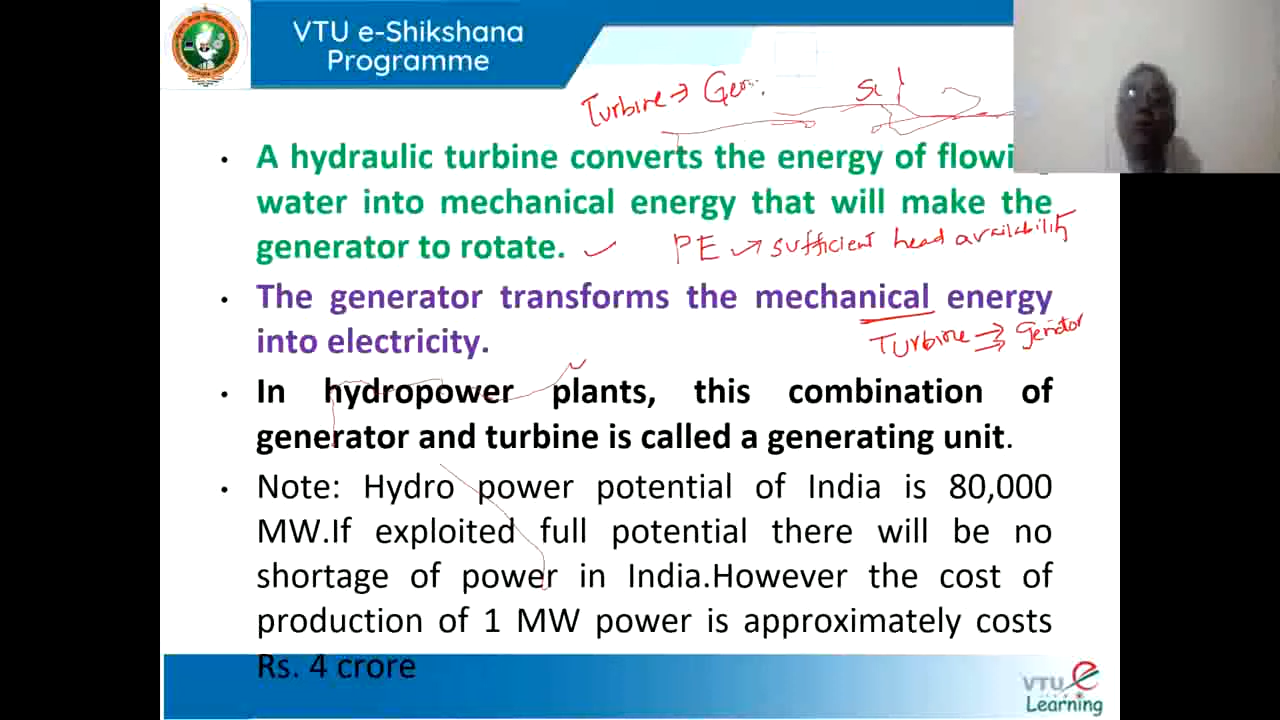 VTU e-Shikshana
Programme
Turbine →
A hydraulic turbine converts the energy of
water into mechanical energy that will make the
generator to rotate.
PE → sufficient head availability
The generator transforms the mechanical energy
into electricity.
Turbine →
In hydropower plants, this combination of
generator and turbine is called a generating unit.
Note: Hydro power potential of India is 80,000
MW.If exploited full potential there will be no
shortage of power in India.However the cost of
production of 1 MW power is approximately costs
Rs. 4 crore
VTU e
Learning